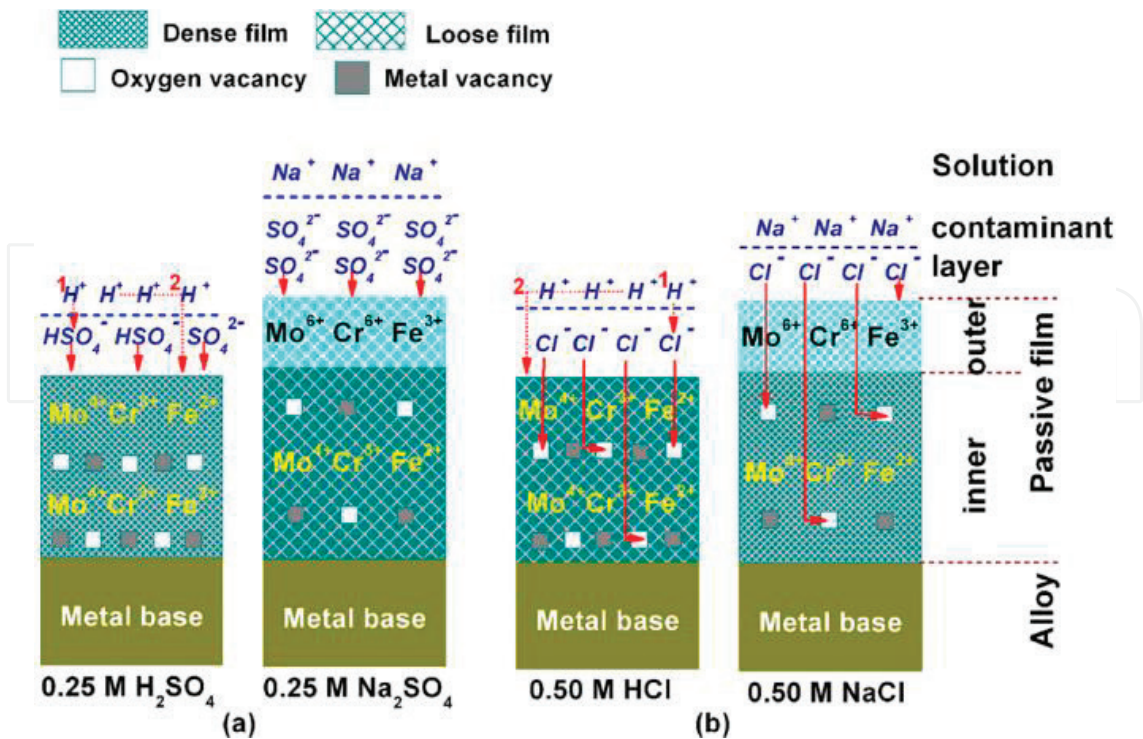 Dense film Loose film
Oxygen vacancy Metal vacancy
Na⁺ Na⁺ Na⁺
SO₄²⁻ SO₄²⁻ SO₄²⁻
SO₄²⁻ SO₄²⁻ SO₄²⁻
1 H⁺ H⁺ H⁺ 2 H⁺
HSO₄⁻ HSO₄⁻ SO₄²⁻
Mo⁶⁺ Cr⁶⁺ Fe³⁺
Mo⁴⁺ Cr³⁺ Fe²⁺
Mo⁴⁺ Cr³⁺ Fe³⁺
Mo⁴⁺ Cr³⁺ Fe²⁺
Metal base
Metal base
0.25 M H₂SO₄
0.25 M Na₂SO₄
(a)
2 H⁺ H⁺ H⁺ 1 H⁺
Cl⁻ Cl⁻ Cl⁻ Cl⁻
Mo⁴⁺ Cr³⁺ Fe²⁺
Mo⁴⁺ Cr³⁺ Fe²⁺
Metal base
0.50 M HCl
Na⁺ Na⁺ Na⁺
Cl⁻ Cl⁻ Cl⁻ Cl⁻
Mo⁶⁺ Cr⁶⁺ Fe³⁺
Mo⁴⁺ Cr³⁺ Fe²⁺
Metal base
0.50 M NaCl
(b)
Solution
contaminant
layer
outer
inner
Passive film
Alloy